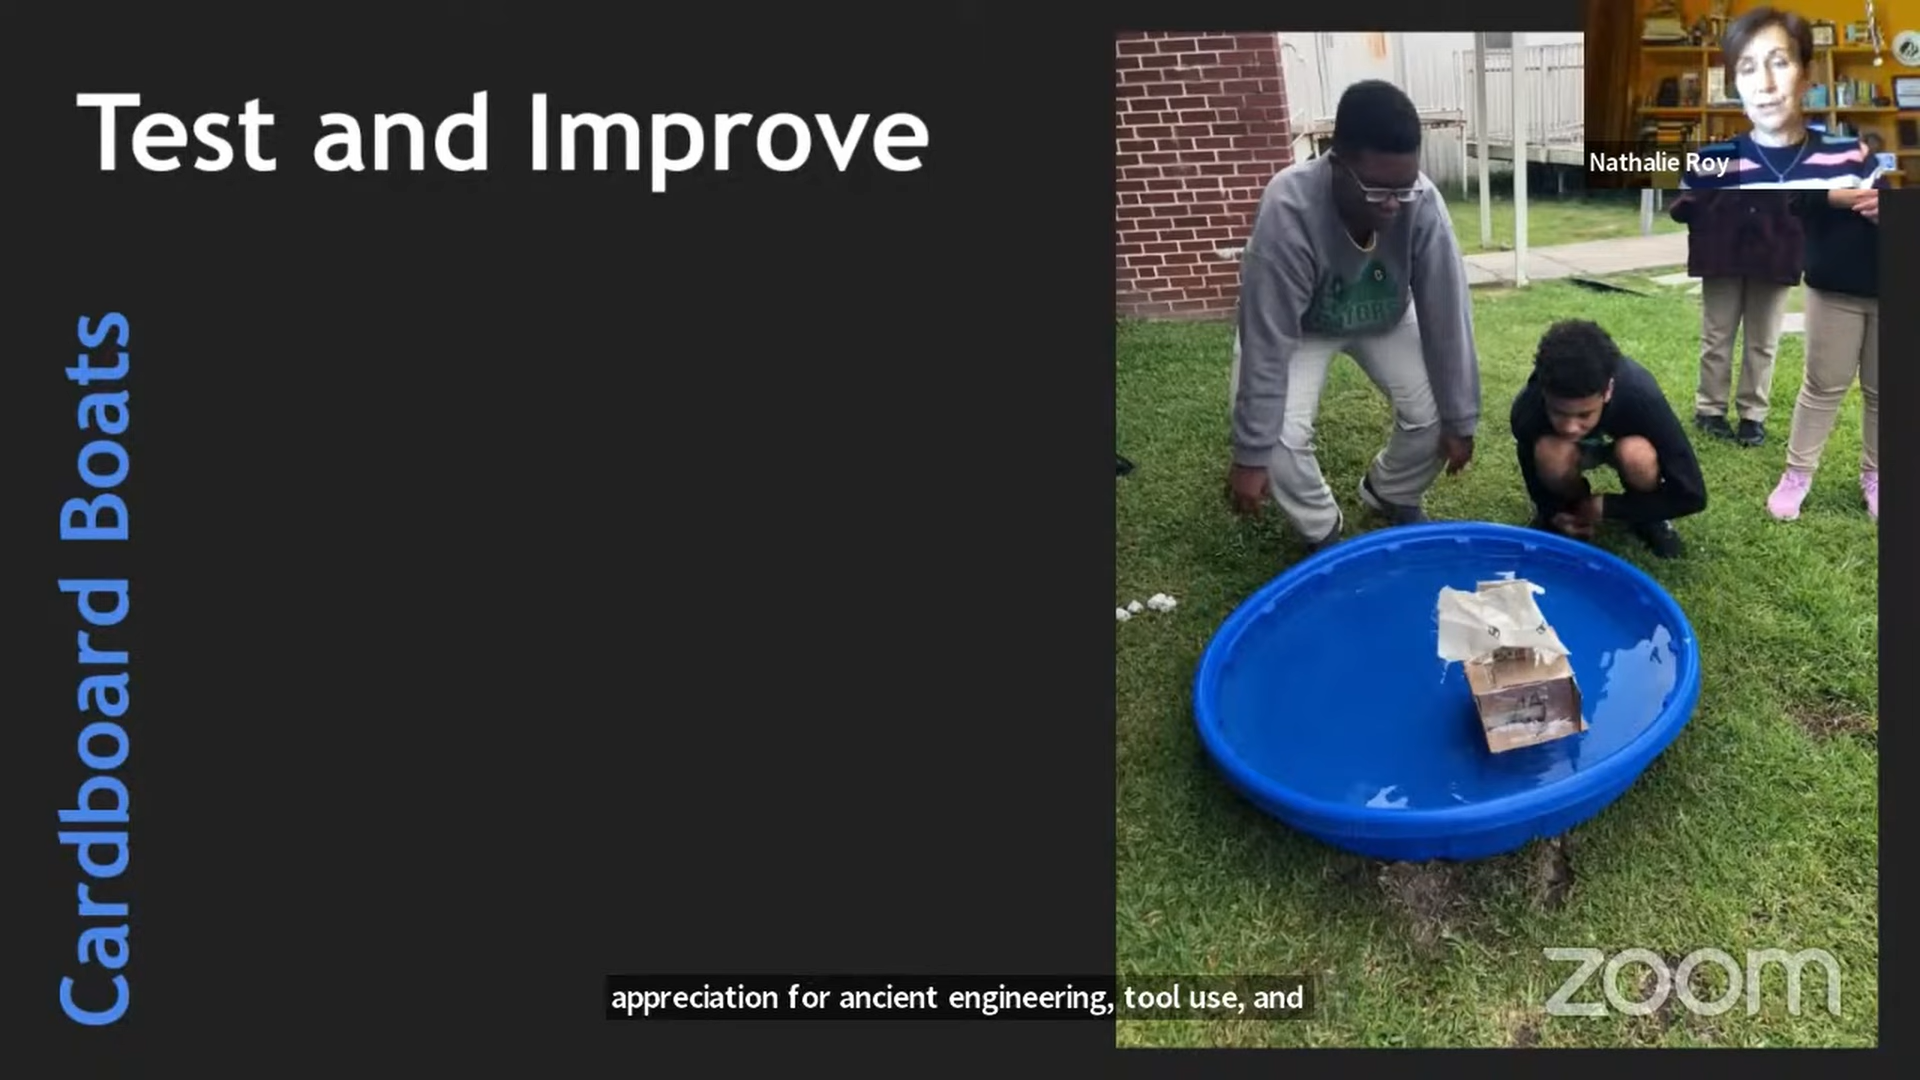 Test and Improve
Nathalie Roy
Cardboard Boats
appreciation for ancient engineering, tool use, and
zoom